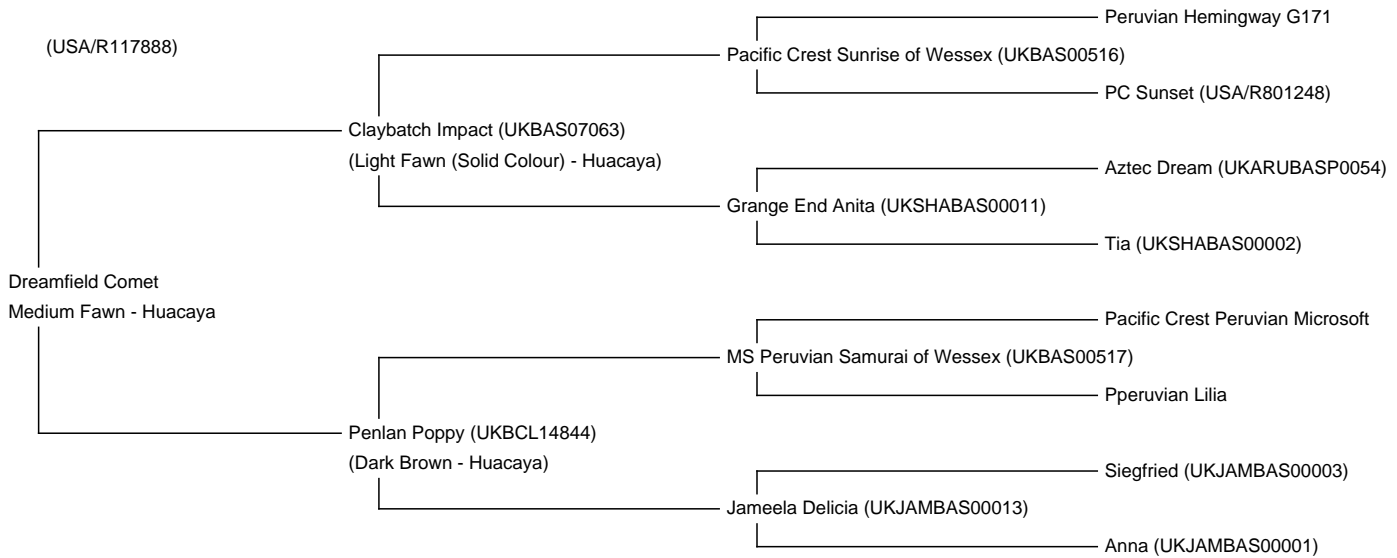 Peruvian Hemingway G171
(USA/R117888)
Pacific Crest Sunrise of Wessex (UKBAS00516)
PC Sunset (USA/R801248)
Claybatch Impact (UKBAS07063)
(Light Fawn (Solid Colour) - Huacaya)
Aztec Dream (UKARUBASP0054)
Grange End Anita (UKSHABAS00011)
Tia (UKSHABAS00002)
Dreamfield Comet
Medium Fawn - Huacaya
Pacific Crest Peruvian Microsoft
MS Peruvian Samurai of Wessex (UKBAS00517)
Pperuvian Lilia
Penlan Poppy (UKBCL14844)
(Dark Brown - Huacaya)
Siegfried (UKJAMBAS00003)
Jameela Delicia (UKJAMBAS00013)
Anna (UKJAMBAS00001)